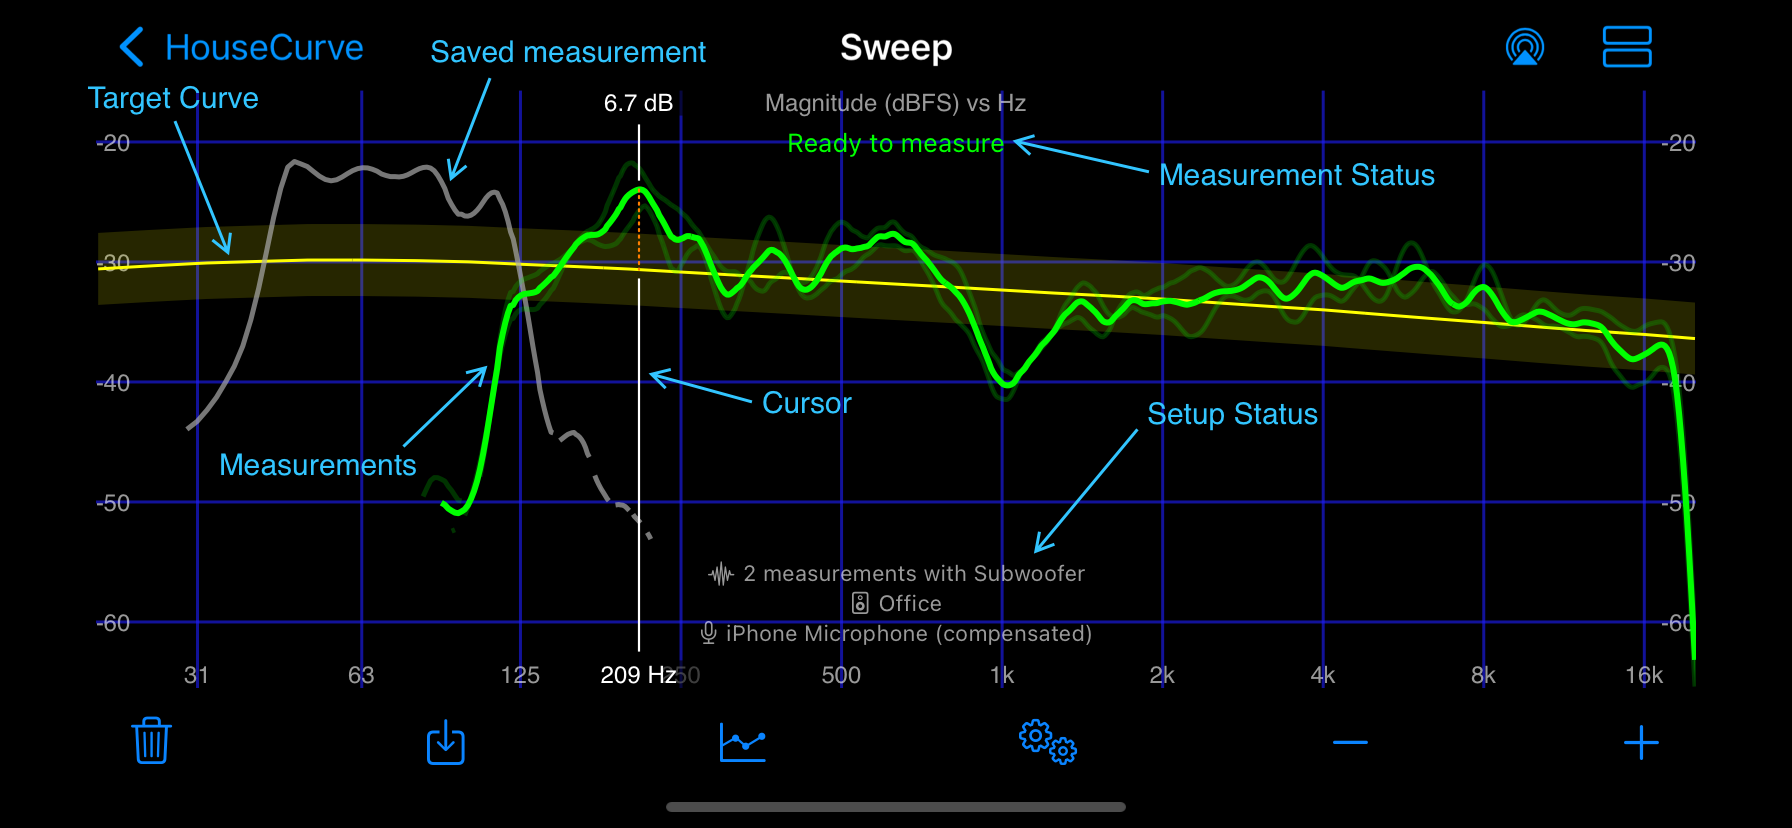 HouseCurve
Saved measurement
Sweep
Target Curve
6.7 dB
Magnitude (dBFS) vs Hz
-20
Ready to measure
-20
Measurement Status
-30
-30
-40
-40
Cursor
Setup Status
Measurements
-50
-50
2 measurements with Subwoofer
Office
-60
iPhone Microphone (compensated)
-60
31 63 125 209 Hz 250 500 1k 2k 4k 8k 16k